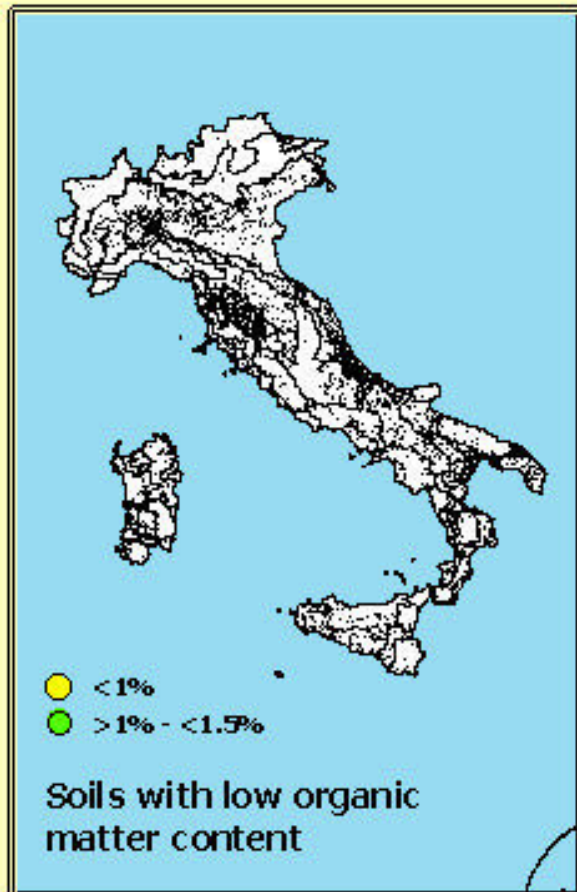 <1%
>1% - <1.5%
Soils with low organic
matter content